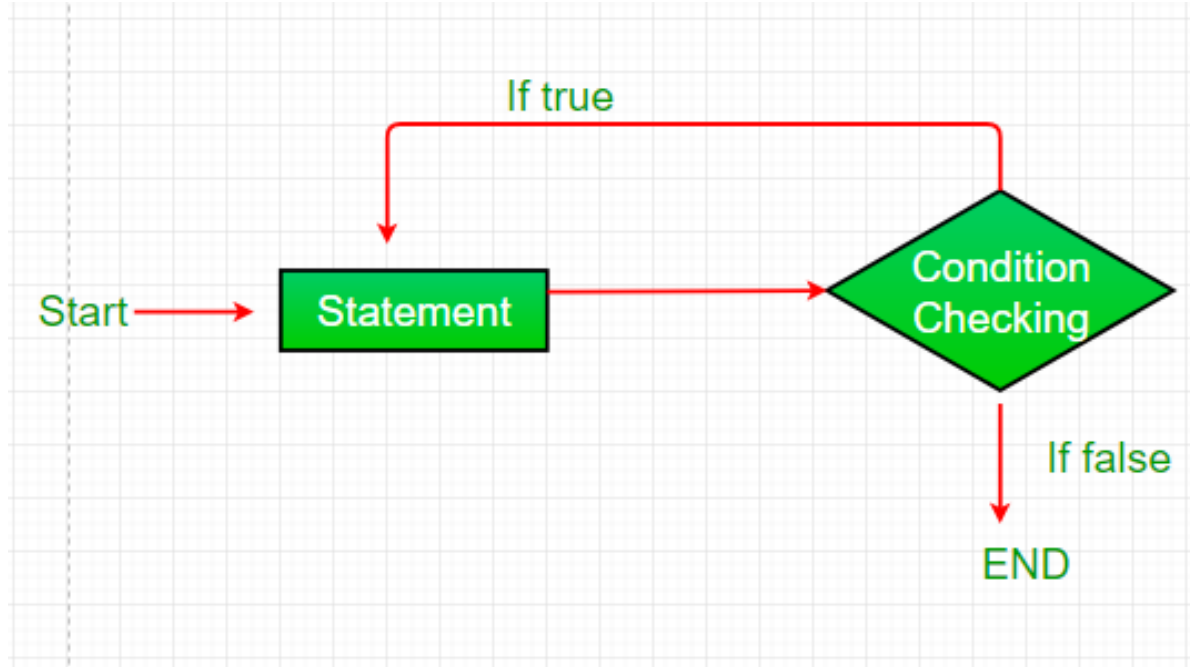 If true
Start
Statement
Condition
Checking
If false
END